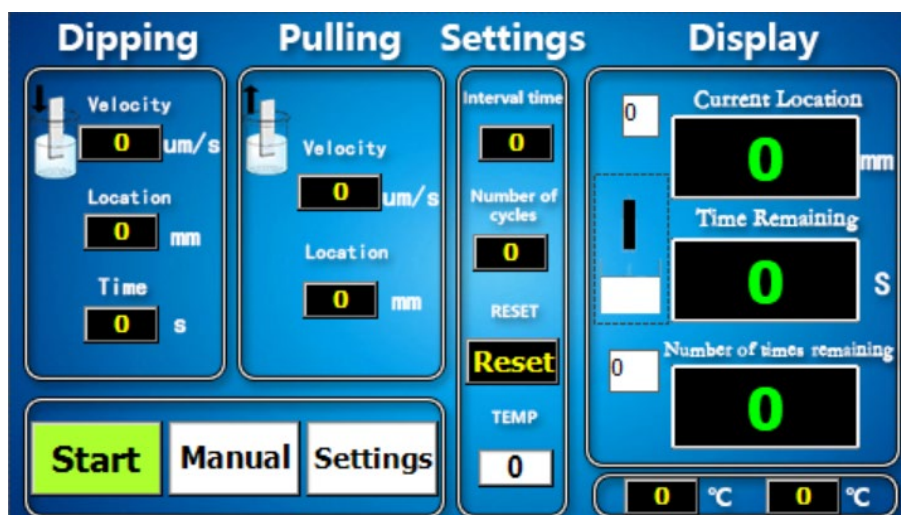 Dipping
Velocity
0 um/s
Location
0 mm
Time
0 s
Pulling
Velocity
0 um/s
Location
0 mm
Settings
Interval time
0
Number of
cycles
0
RESET
Reset
TEMP
0
Display
0
Current Location
0 mm
Time Remaining
0 S
0
Number of times remaining
0
0 ℃ 0 ℃
Start Manual Settings